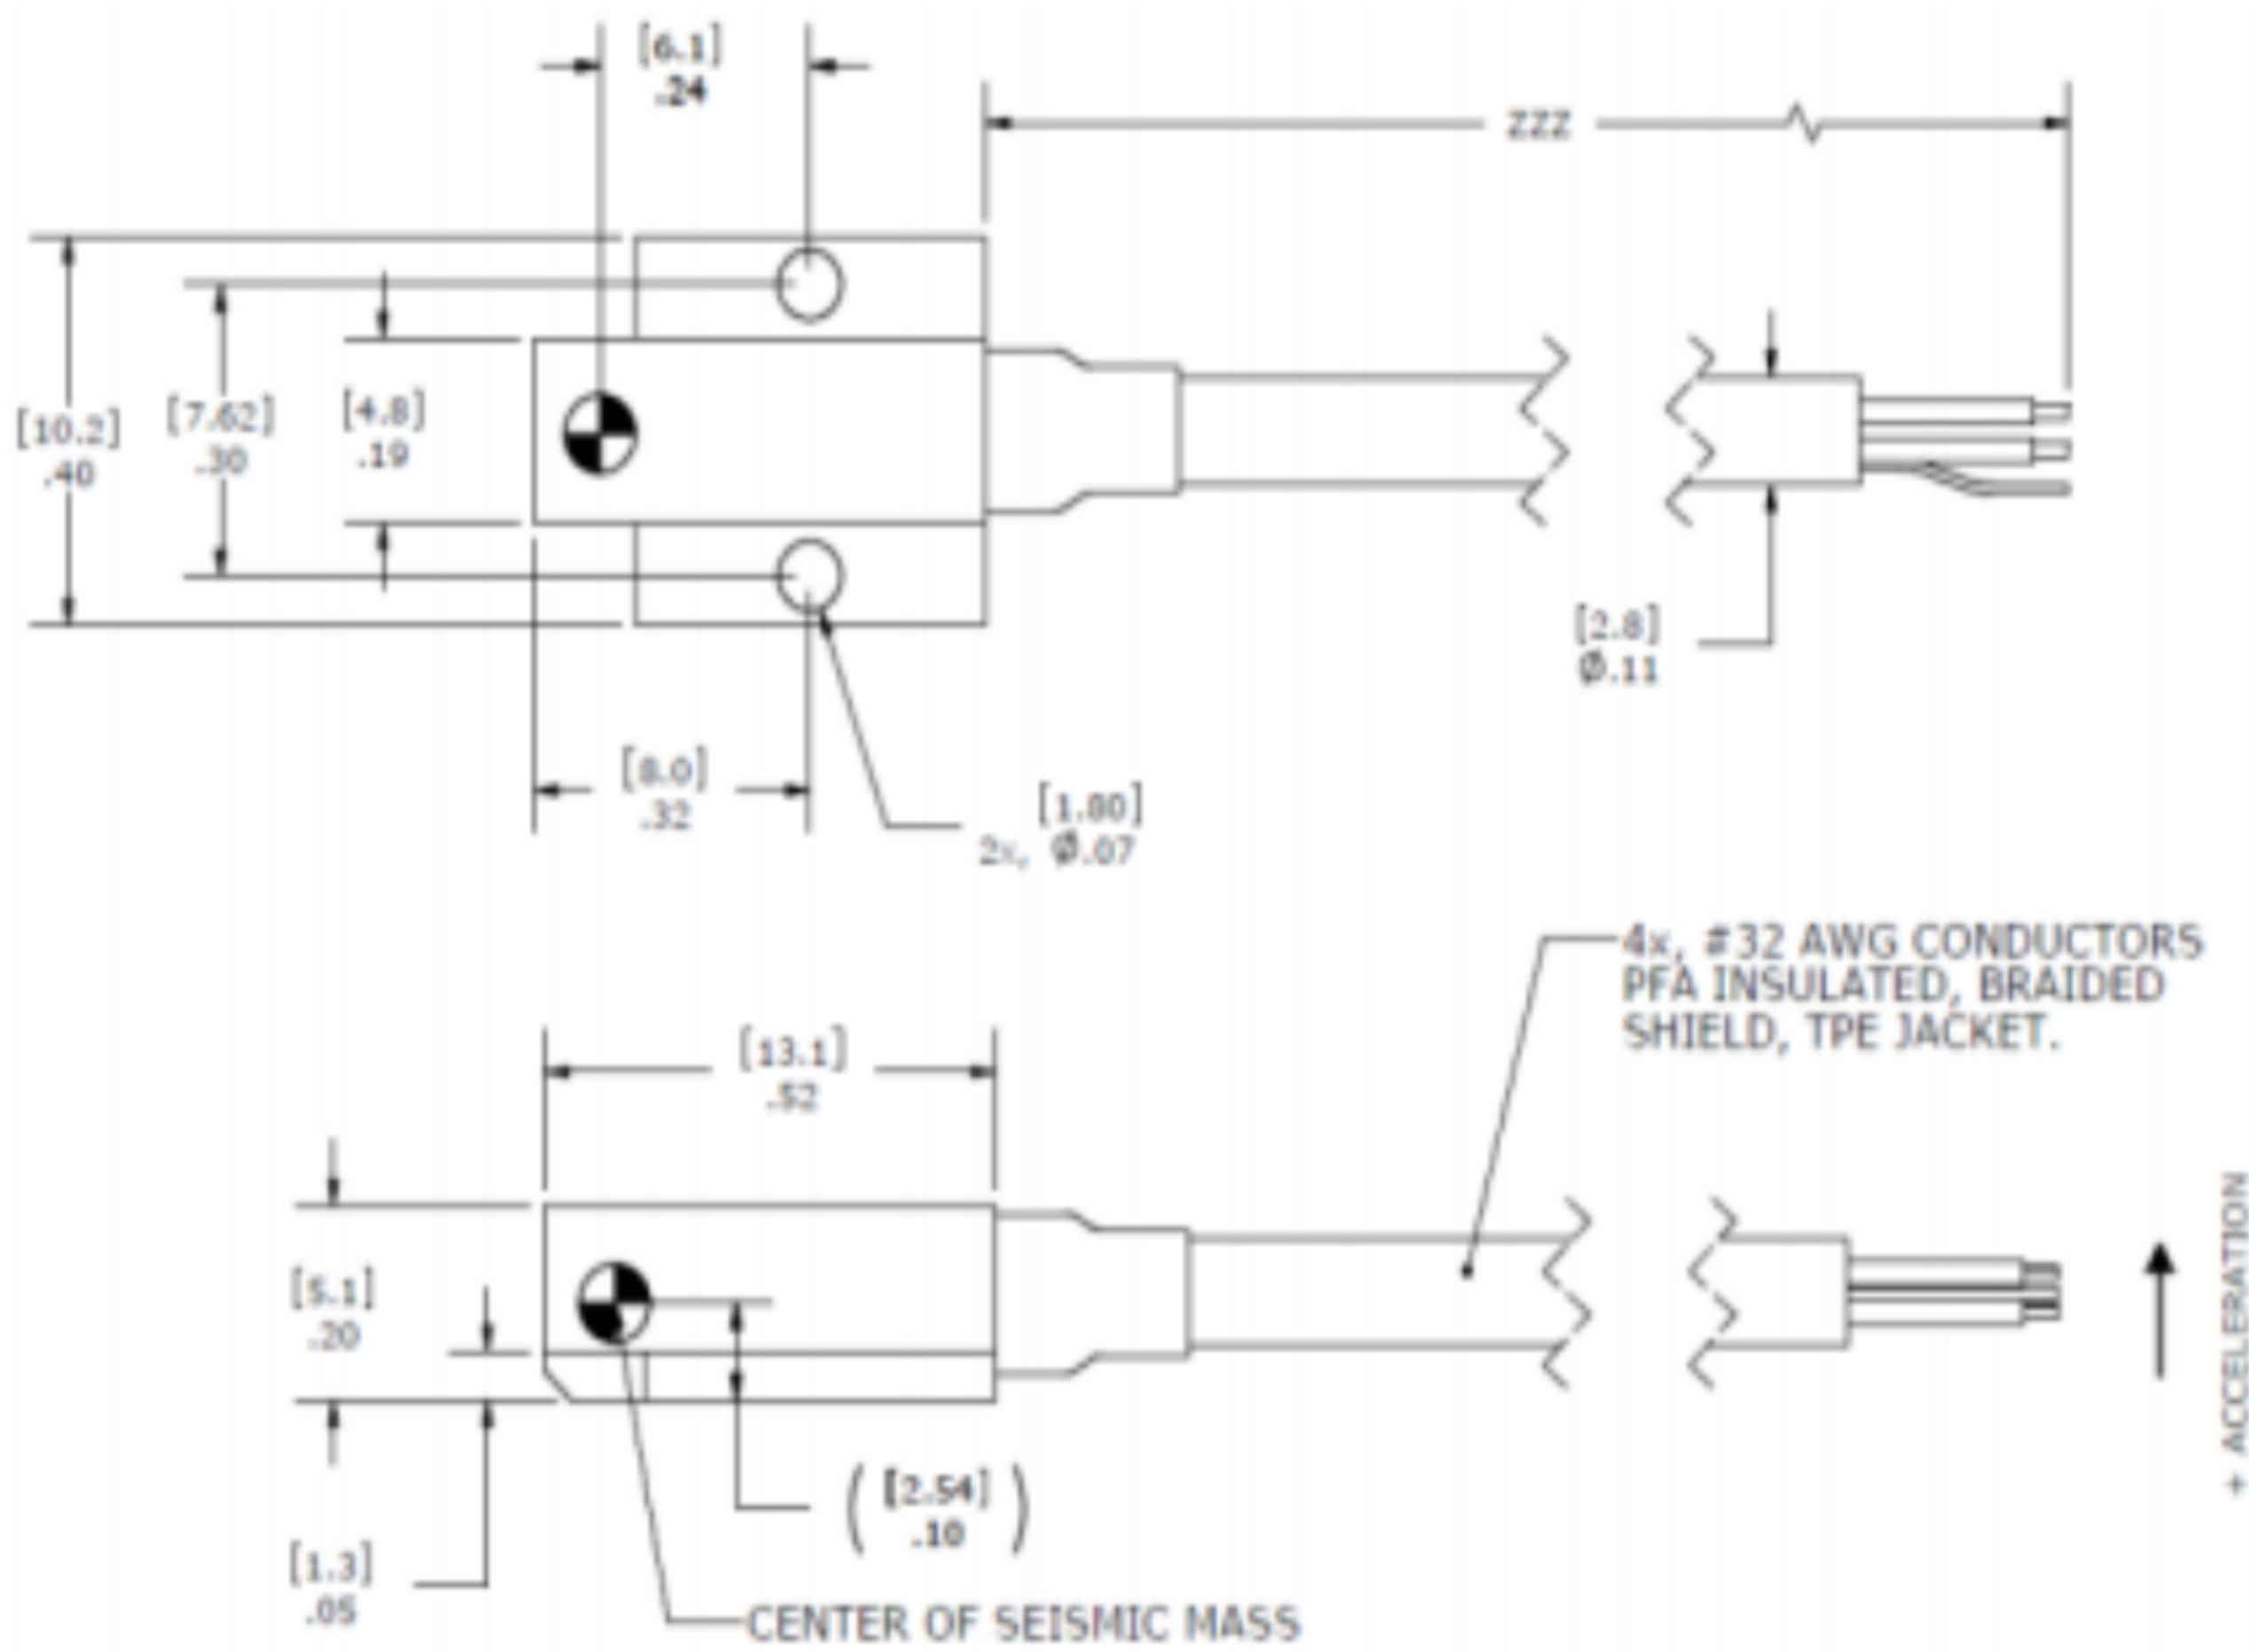 [6.1]
.24
ZZZ
[10.2]
.40
[7.62]
.30
[4.8]
.19
[2.8]
Ø.11
[8.0]
.32
[1.80]
2x, Ø.07
4x, #32 AWG CONDUCTORS
PFA INSULATED, BRAIDED
SHIELD, TPE JACKET.
[13.1]
.52
[5.1]
.20
+ ACCELERATION
( [2.54] )
.10
[1.3]
.05
CENTER OF SEISMIC MASS